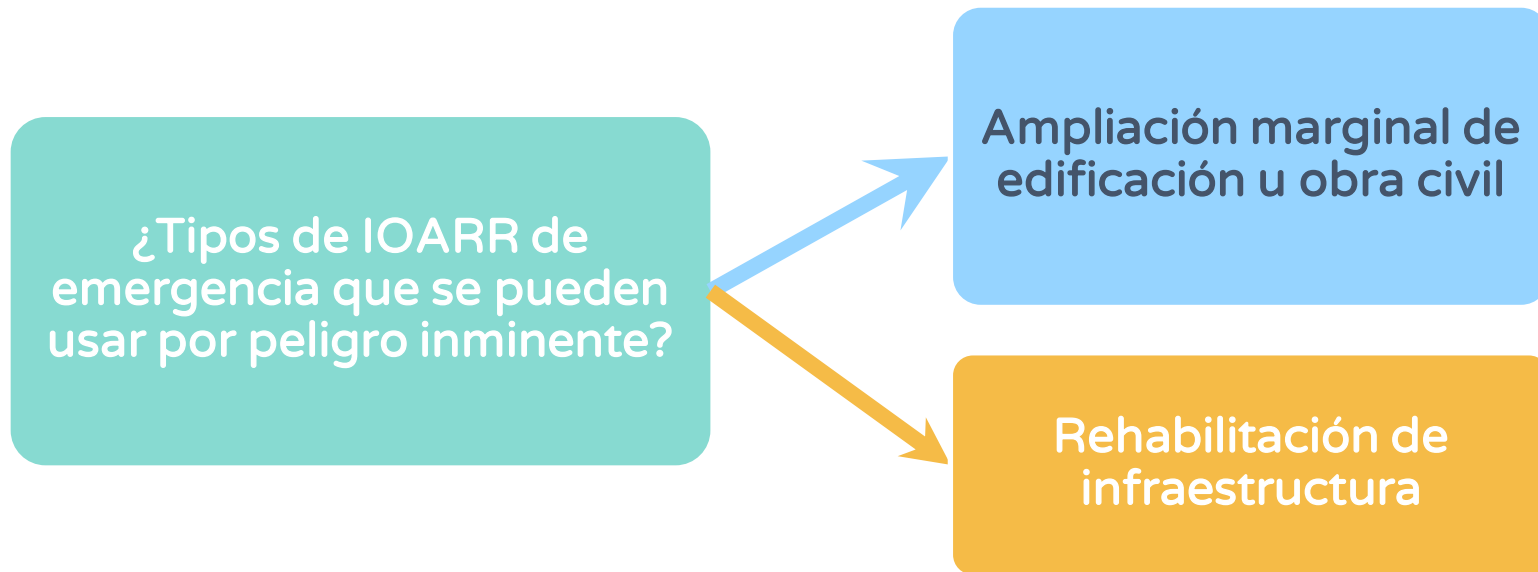 ¿Tipos de IOARR de
emergencia que se pueden
usar por peligro inminente?
Ampliación marginal de
edificación u obra civil
Rehabilitación de
infraestructura